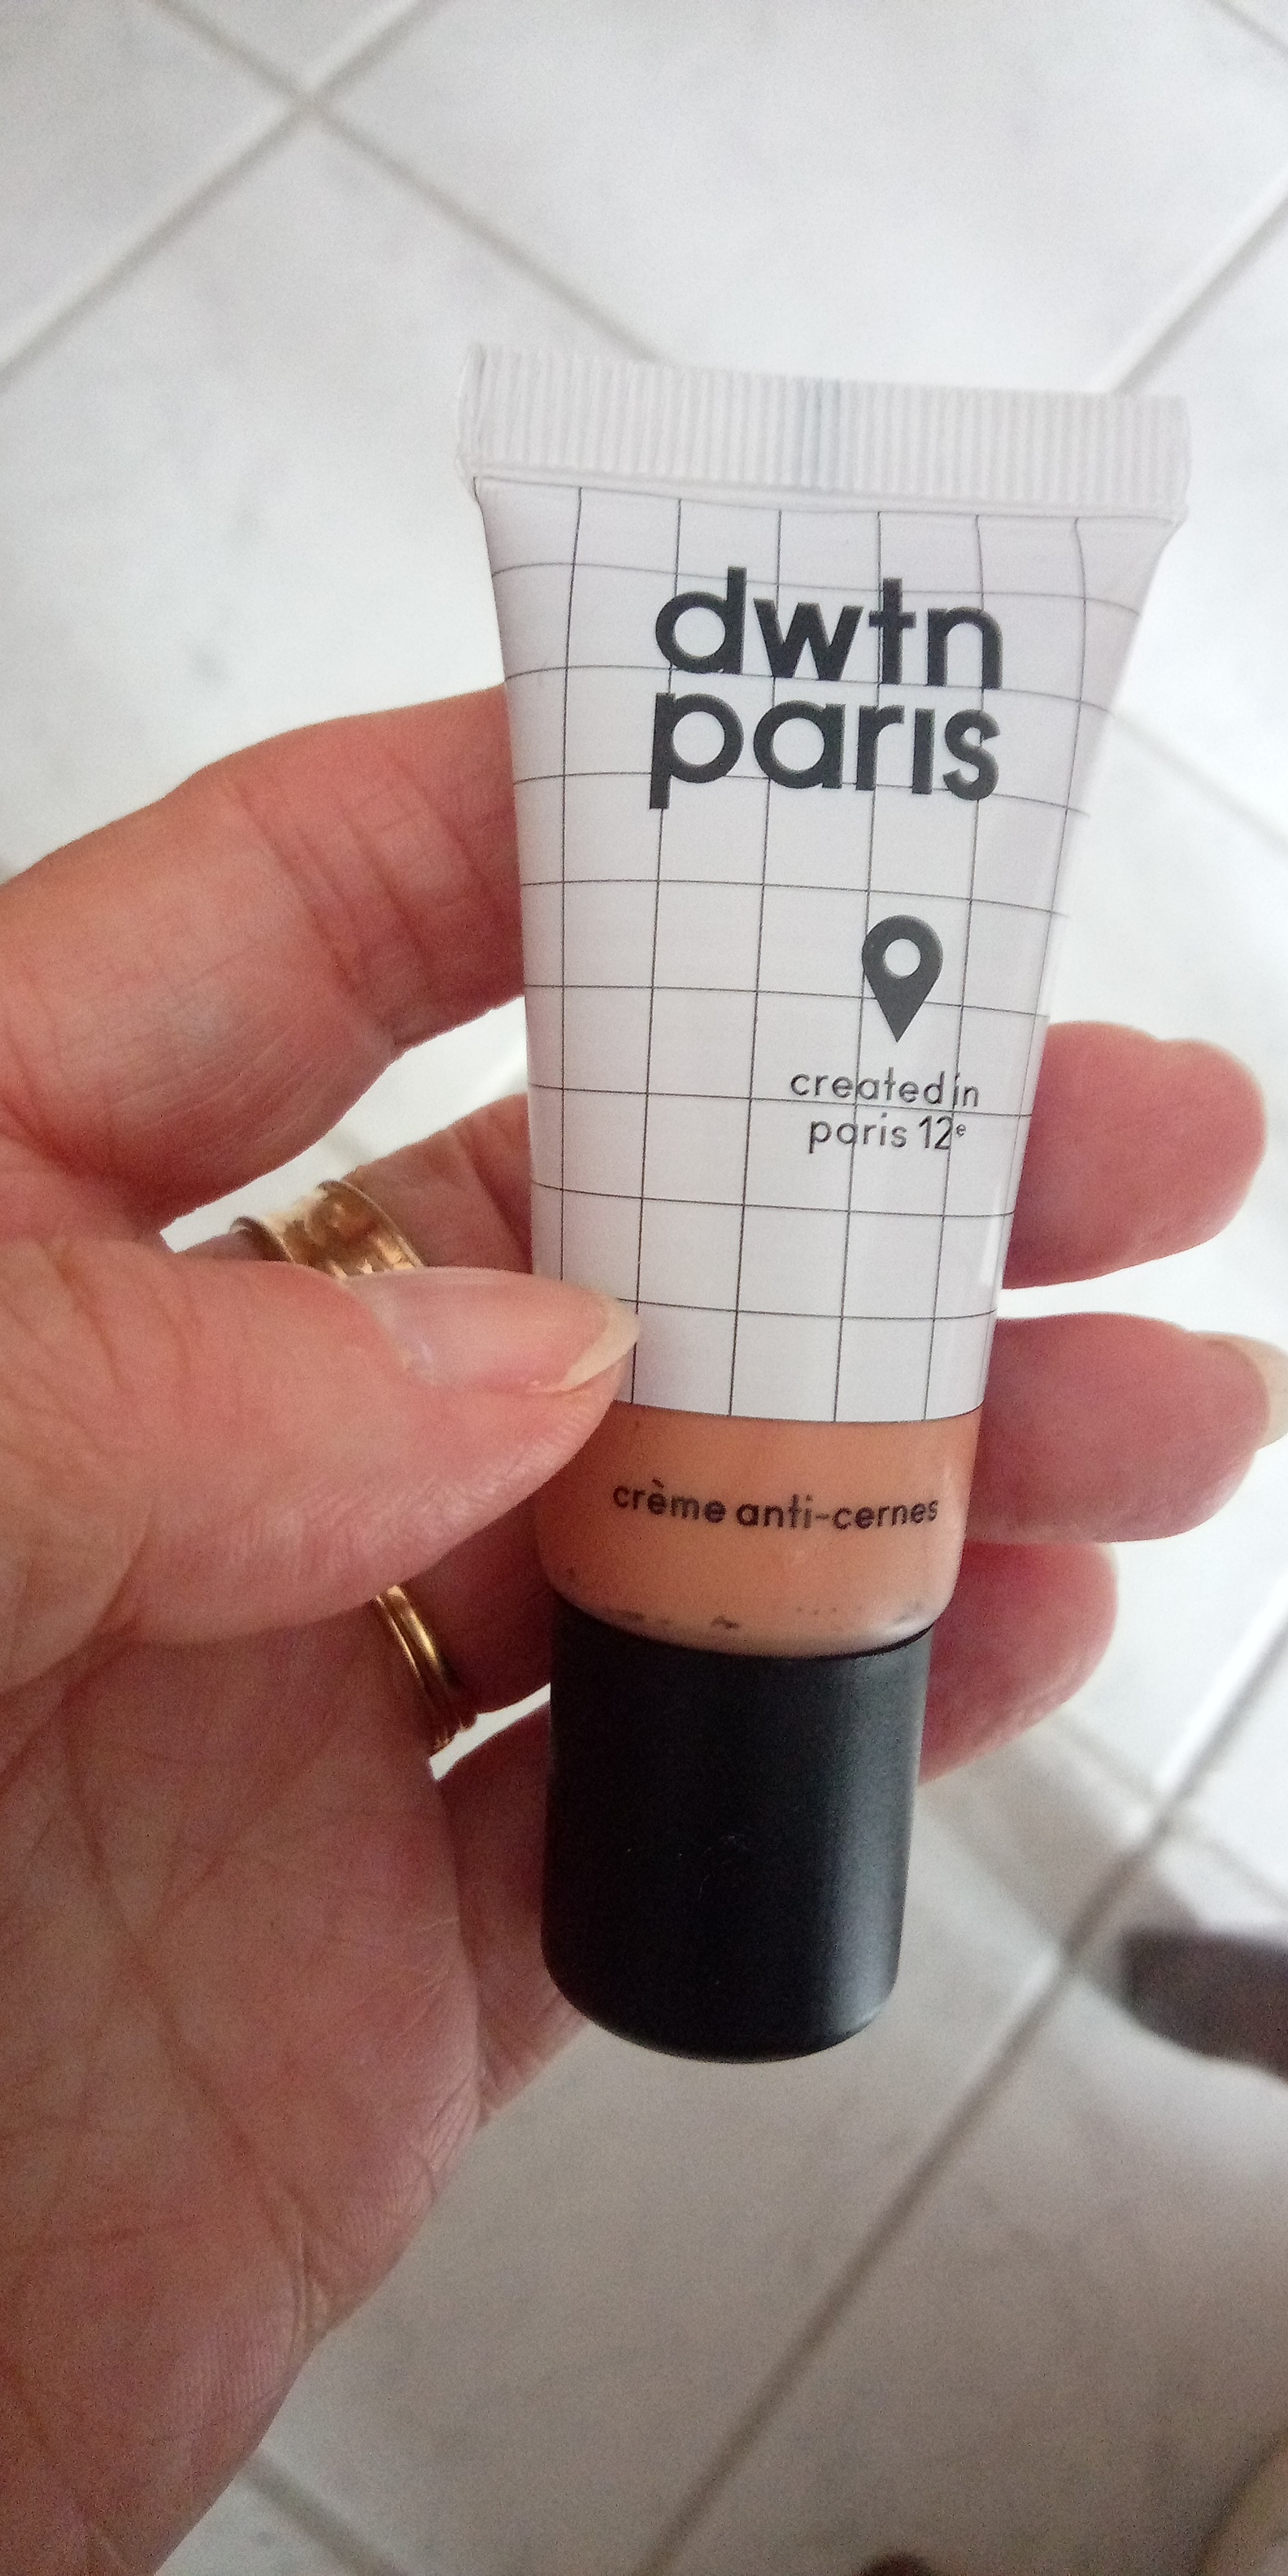 dwtn
paris
created in
paris 12ᵉ
crème anti-cernes